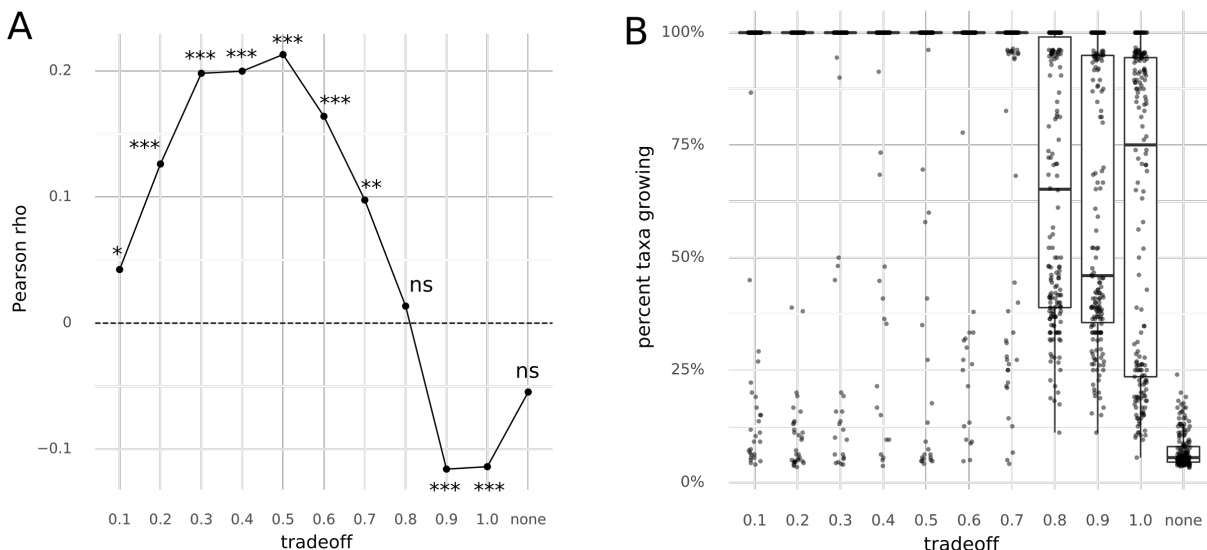 A
0.2
0.1
0
−0.1
Pearson rho
*
***
***
***
***
***
**
ns
***
***
ns
0.1 0.2 0.3 0.4 0.5 0.6 0.7 0.8 0.9 1.0 none
tradeoff
B
100%
75%
50%
25%
0%
percent taxa growing
0.1 0.2 0.3 0.4 0.5 0.6 0.7 0.8 0.9 1.0 none
tradeoff